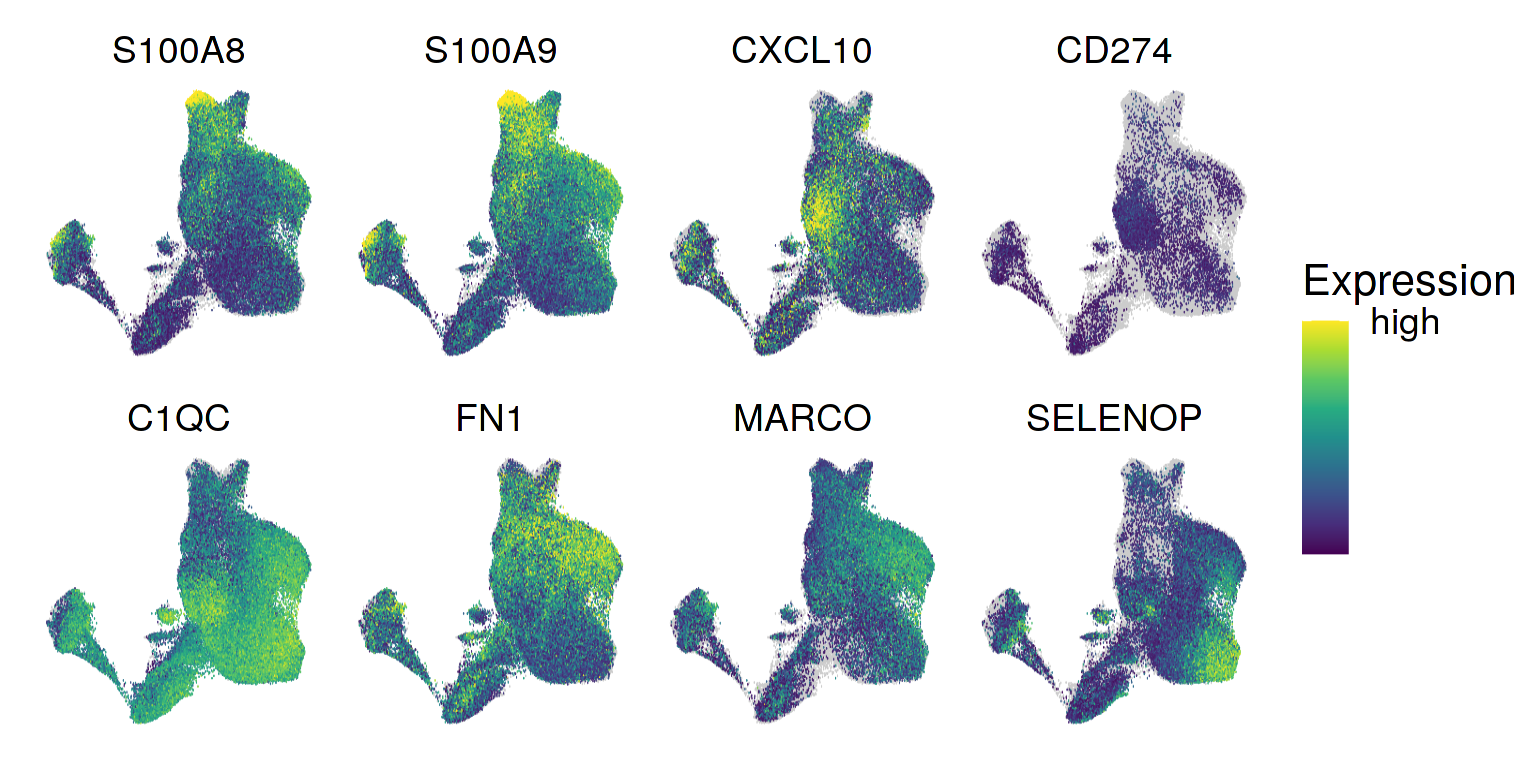 S100A8
S100A9
CXCL10
CD274
Expression
high
C1QC
FN1
MARCO
SELENOP